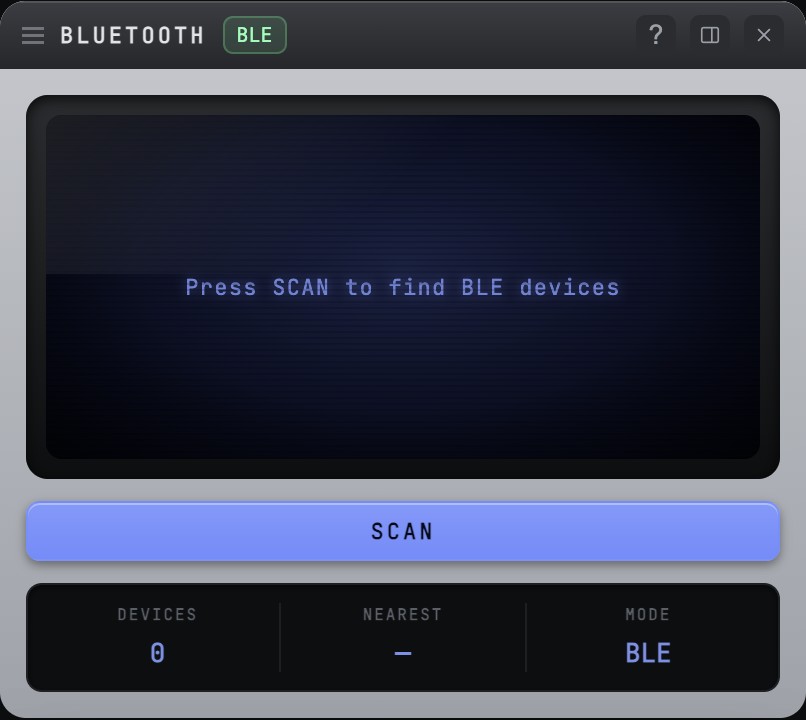 BLUETOOTH BLE ?
Press SCAN to find BLE devices
SCAN
DEVICES NEAREST MODE
0 — BLE